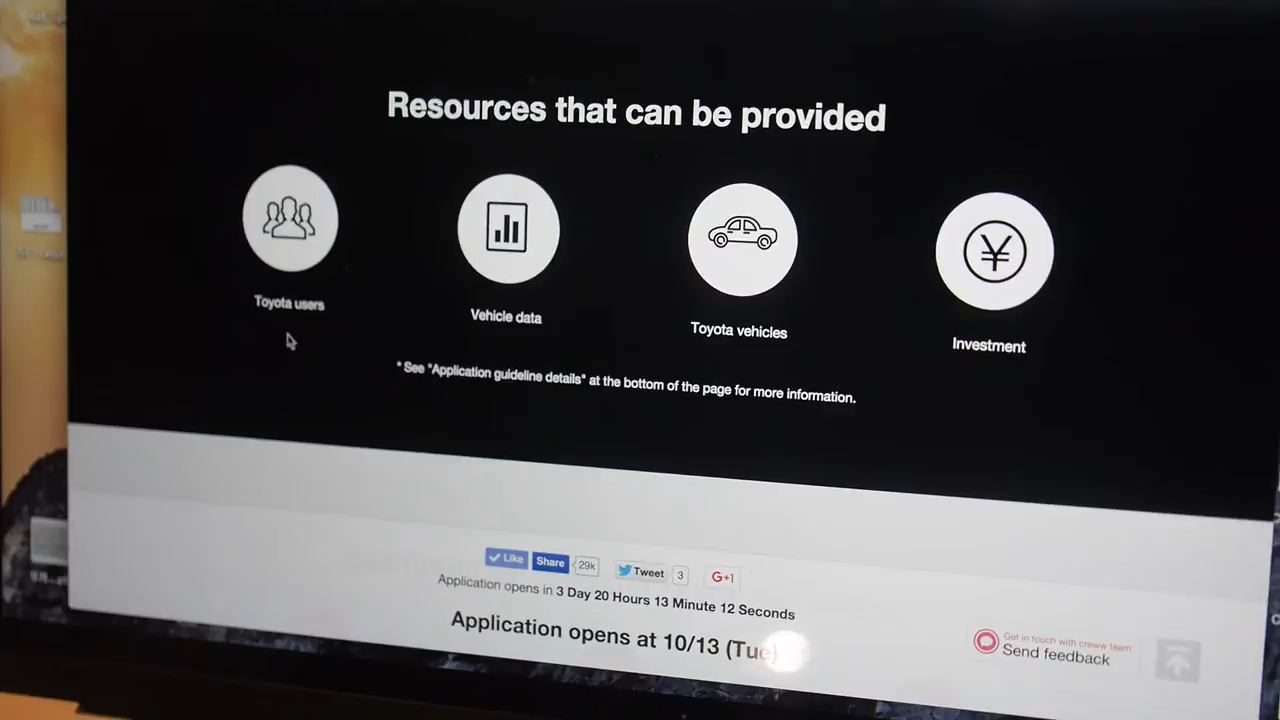 Resources that can be provided
Toyota users
Vehicle data
Toyota vehicles
Investment
* See "Application guideline details" at the bottom of the page for more information.
Like
Share
29k
Tweet
3
G+1
Application opens in 3 Day 20 Hours 13 Minute 12 Seconds
Application opens at 10/13 (Tue)
Get in touch with creww team
Send feedback